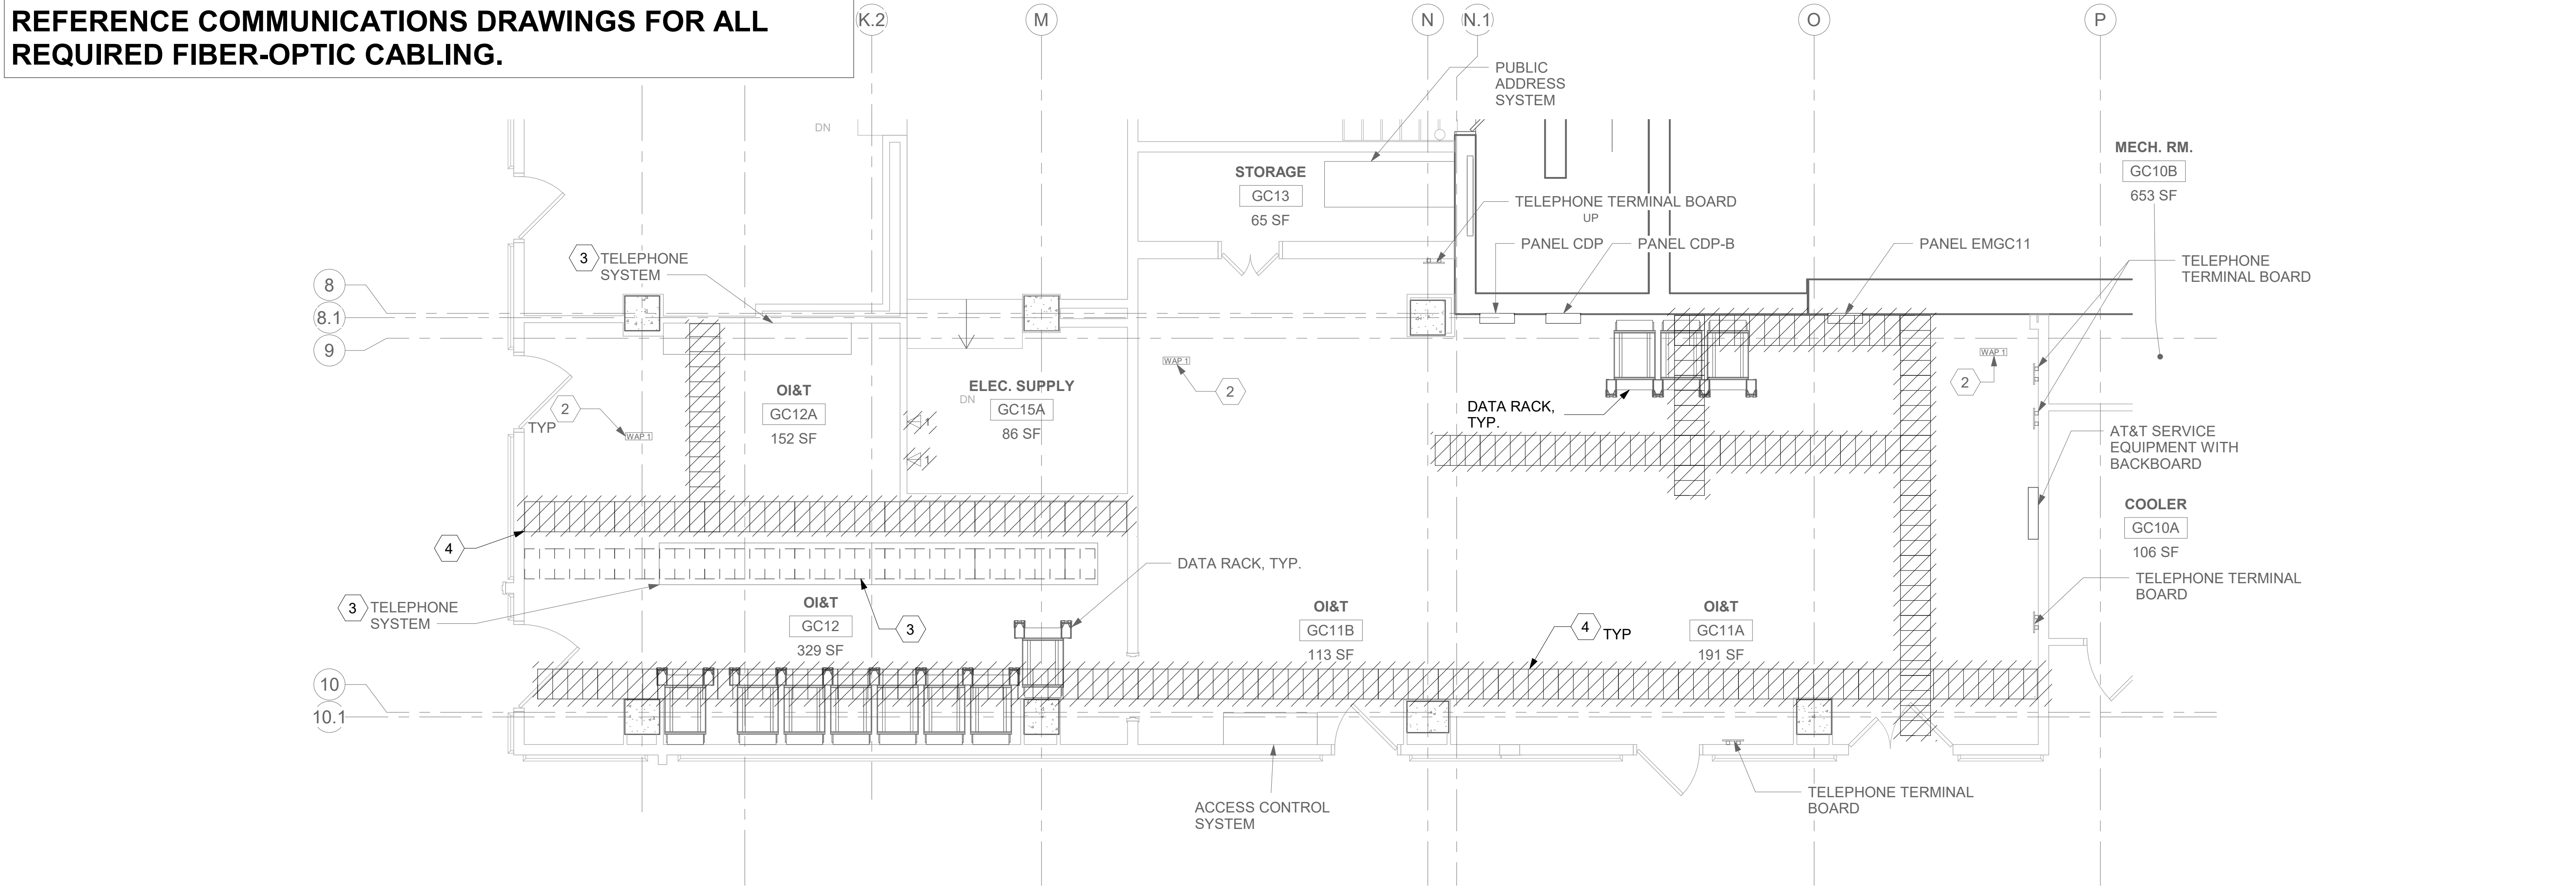 REFERENCE COMMUNICATIONS DRAWINGS FOR ALL
REQUIRED FIBER-OPTIC CABLING.
K.2
M
N
N.1
O
P
PUBLIC
ADDRESS
SYSTEM
DN
MECH. RM.
GC10B
653 SF
STORAGE
GC13
65 SF
TELEPHONE TERMINAL BOARD
UP
PANEL CDP
PANEL CDP-B
PANEL EMGC11
3
TELEPHONE
SYSTEM
TELEPHONE
TERMINAL BOARD
8
8.1
9
WAP 1
2
WAP 1
2
OI&T
GC12A
152 SF
ELEC. SUPPLY
DN
GC15A
86 SF
2
TYP
WAP 1
1
1
DATA RACK,
TYP.
AT&T SERVICE
EQUIPMENT WITH
BACKBOARD
COOLER
GC10A
106 SF
4
DATA RACK, TYP.
TELEPHONE TERMINAL
BOARD
3
TELEPHONE
SYSTEM
OI&T
GC12
329 SF
3
OI&T
GC11B
113 SF
4
TYP
OI&T
GC11A
191 SF
10
10.1
ACCESS CONTROL
SYSTEM
TELEPHONE TERMINAL
BOARD